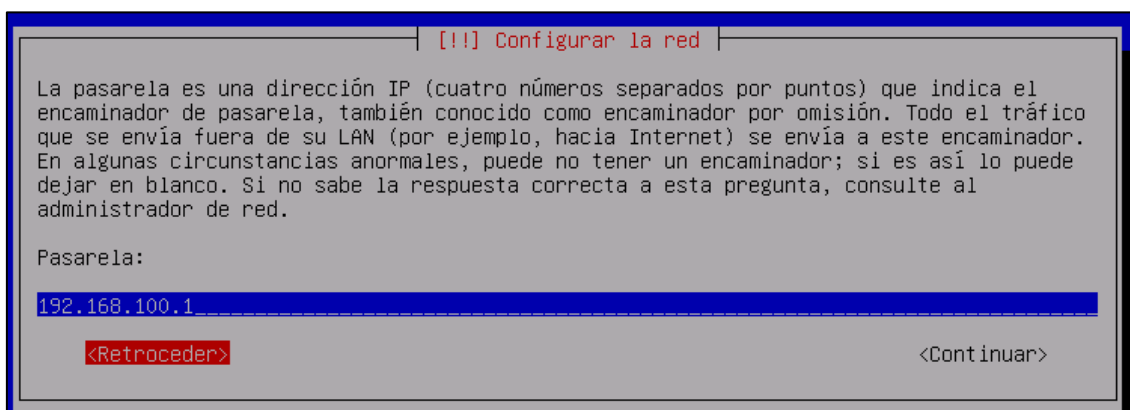 [!!] Configurar la red
La pasarela es una dirección IP (cuatro números separados por puntos) que indica el
encaminador de pasarela, también conocido como encaminador por omisión. Todo el tráfico
que se envía fuera de su LAN (por ejemplo, hacia Internet) se envía a este encaminador.
En algunas circunstancias anormales, puede no tener un encaminador; si es así lo puede
dejar en blanco. Si no sabe la respuesta correcta a esta pregunta, consulte al
administrador de red.
Pasarela:
192.168.100.1
<Retroceder> <Continuar>